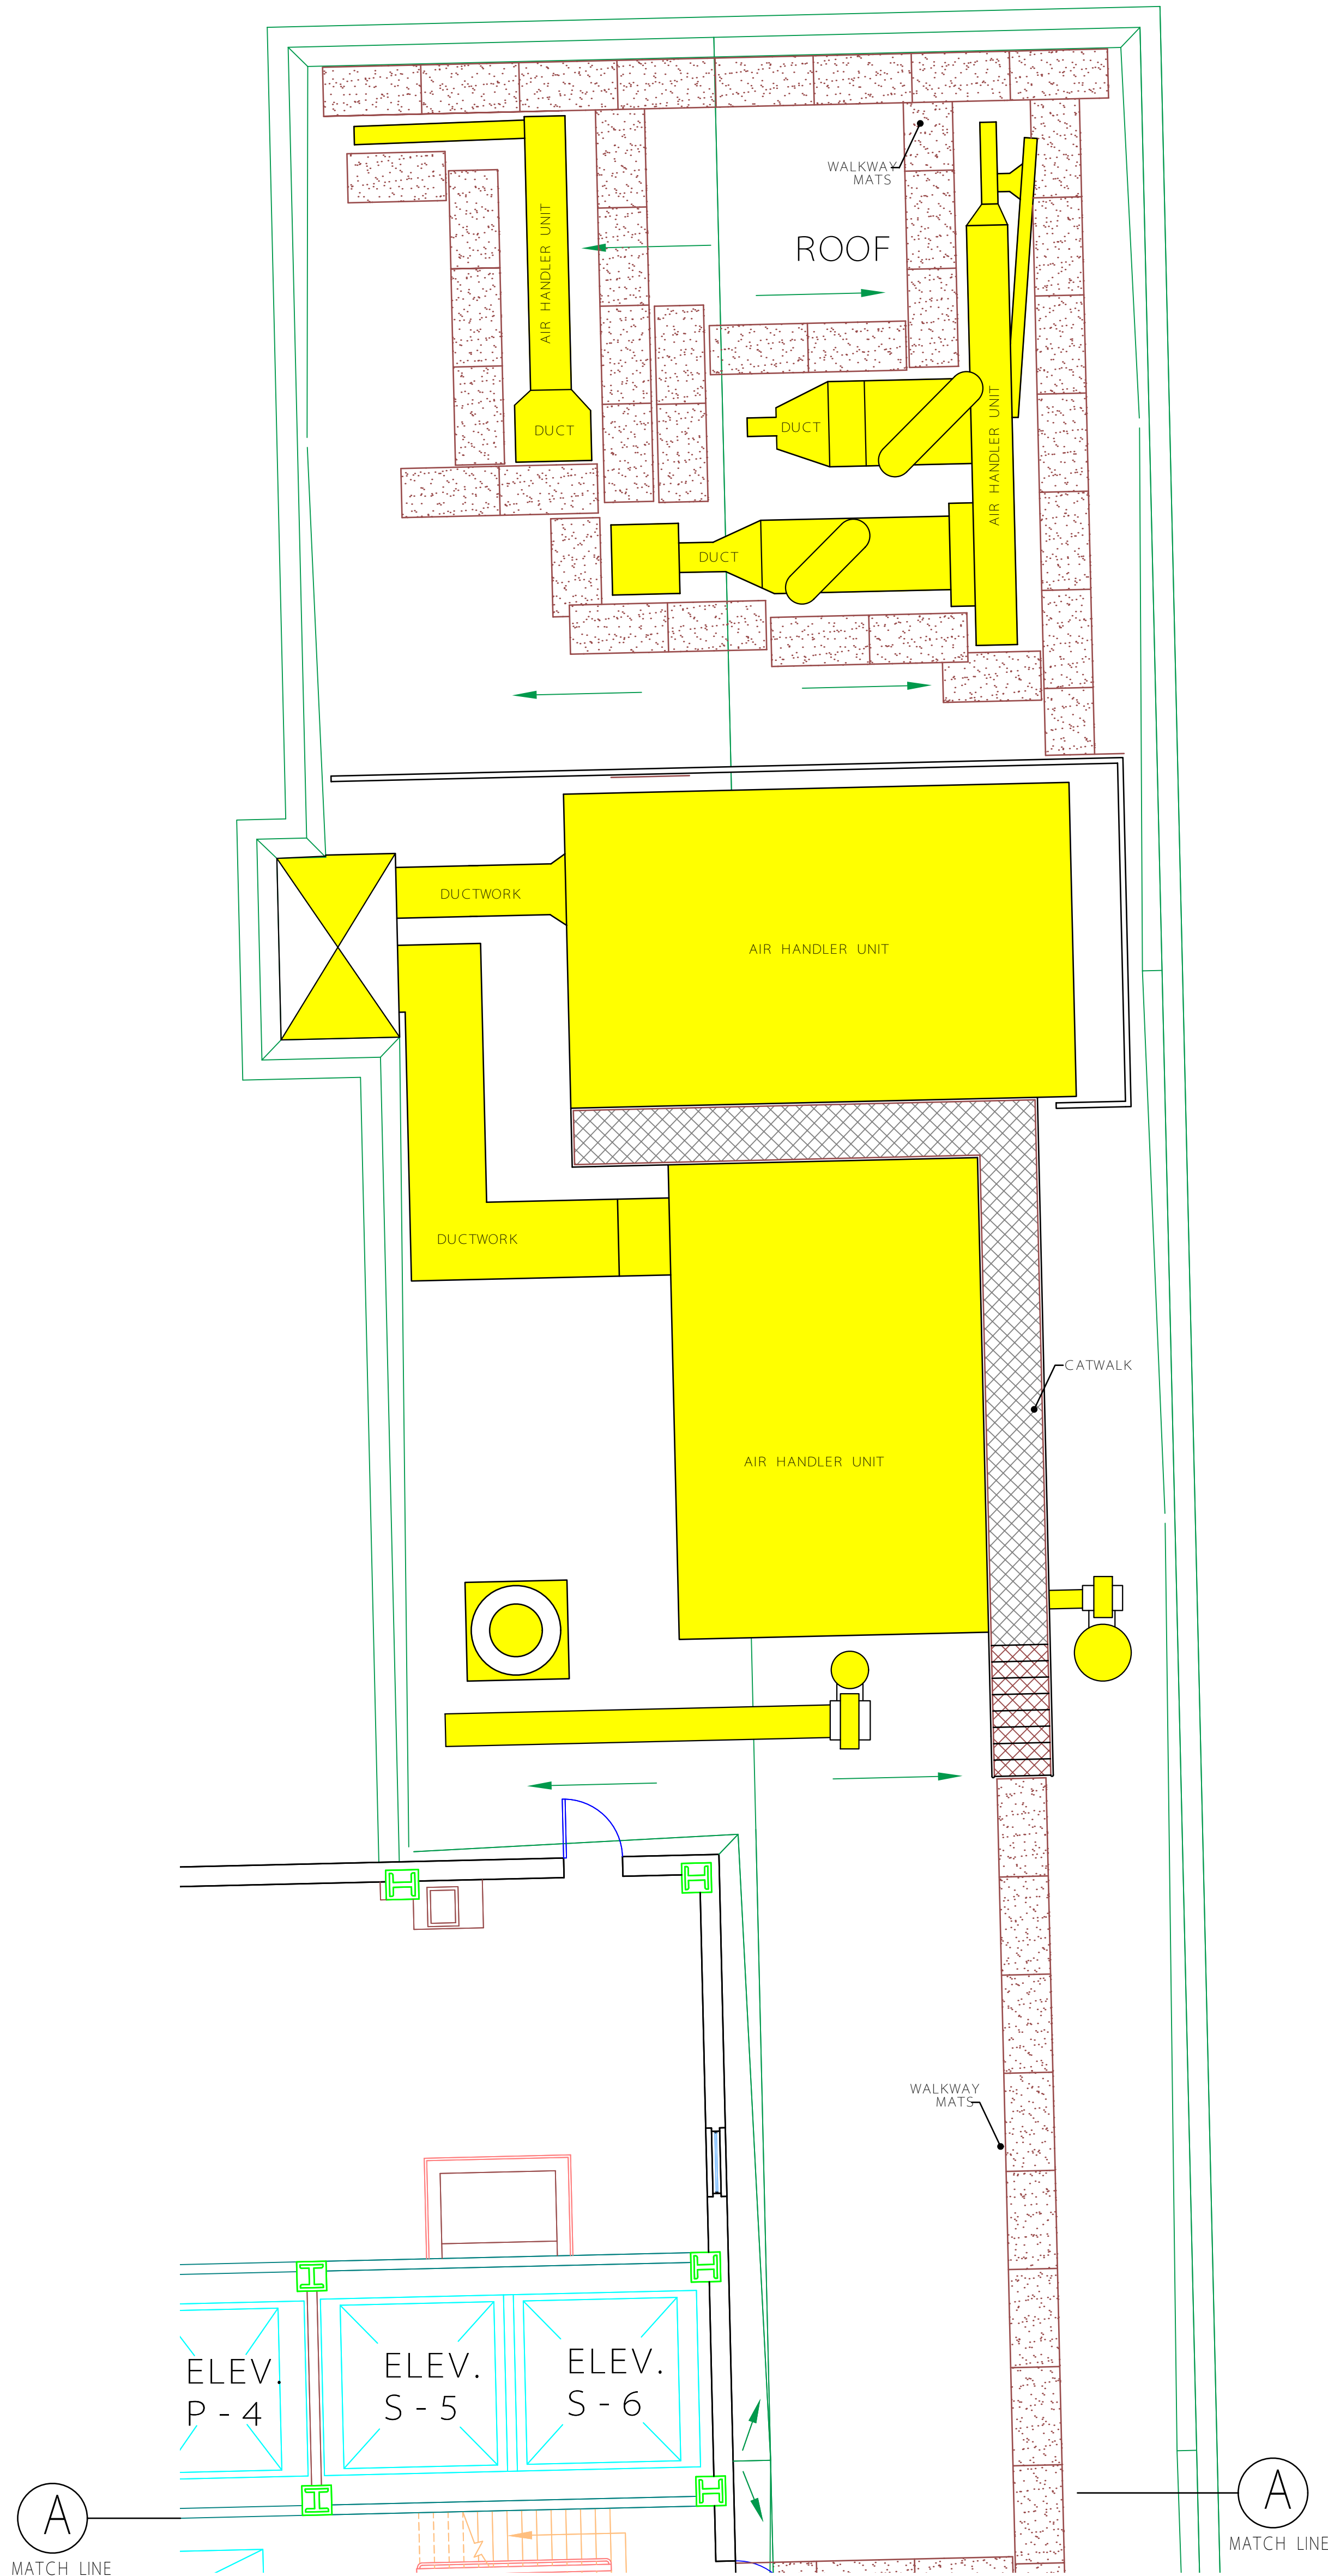 WALKWAY
MATS
AIR HANDLER UNIT
ROOF
DUCT
DUCT
AIR HANDLER UNIT
DUCT
DUCTWORK
AIR HANDLER UNIT
DUCTWORK
CATWALK
AIR HANDLER UNIT
WALKWAY
MATS
ELEV.
P - 4
ELEV.
S - 5
ELEV.
S - 6
A
MATCH LINE
A
MATCH LINE